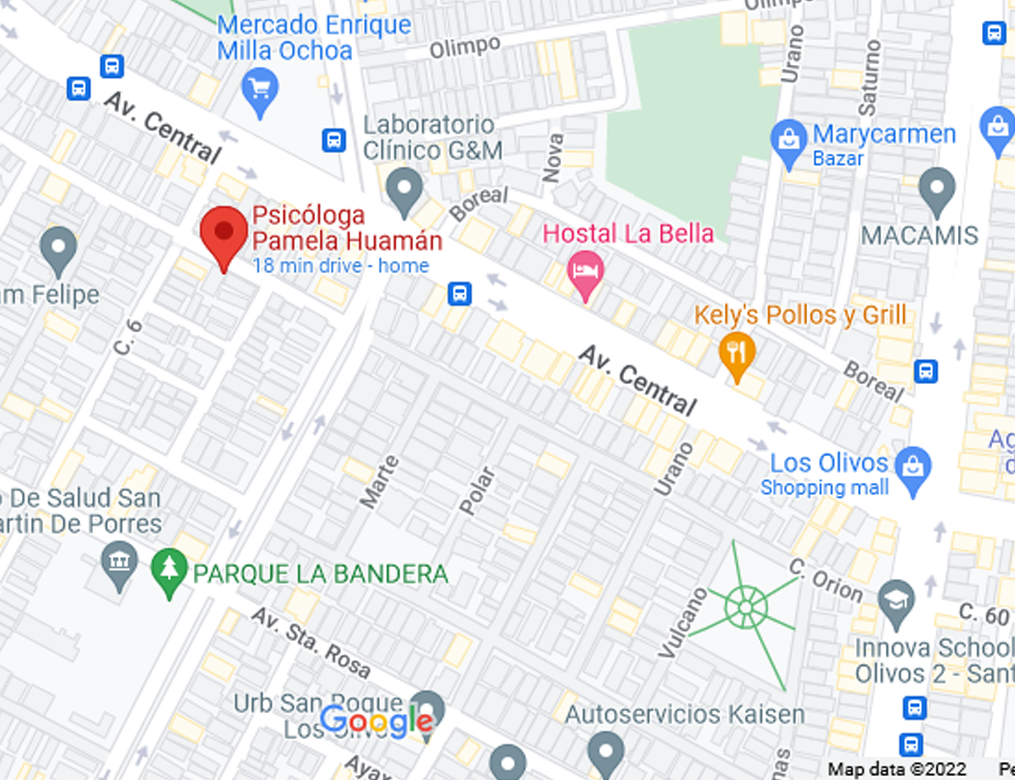 Olimpo
Mercado Enrique
Milla Ochoa
Olimpo
Urano
Saturno
Av. Central
Laboratorio
Clínico G&M
Nova
Marycarmen
Bazar
Boreal
Psicóloga
Pamela Huamán
18 min drive - home
Hostal La Bella
MACAMIS
am Felipe
C. 6
Kely's Pollos y Grill
Av. Central
Boreal
Marte
Polar
Urano
Los Olivos
Shopping mall
Ag
d
o De Salud San
artin De Porres
PARQUE LA BANDERA
C. Orion
Vulcano
C. 60
Av. Sta. Rosa
Innova School
Olivos 2 - Sant
Urb San Roque
Los Olivos
Google
Autoservicios Kaisen
Ayax
nas
Map data ©2022
Pe